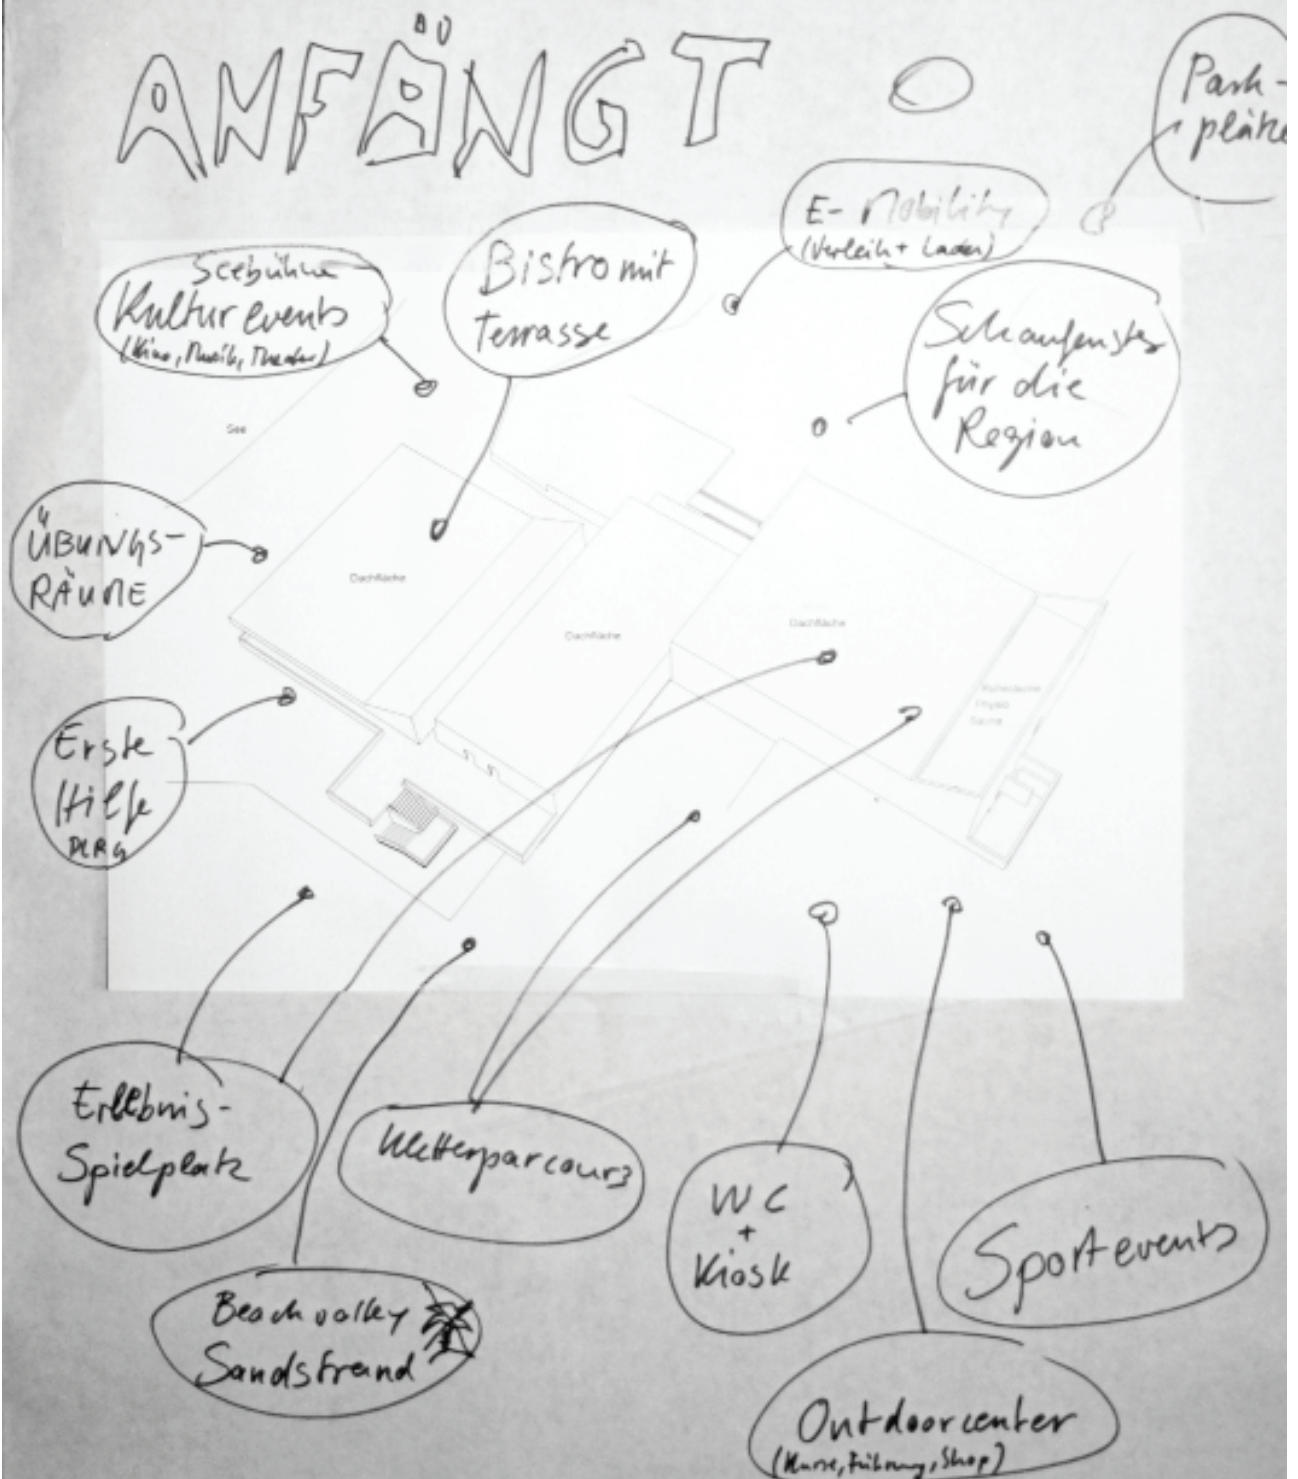 ANFÄNGT
Park-
plätze
E-Mobility
(Verleih + Laden)
Seebühne
Kulturevents
(Kino, Musik, Theater)
Bistro mit
Terrasse
Schaufenster
für die
Region
See
ÜBUNGS-
RÄUME
Dachfläche
Dachfläche
Dachfläche
Physio
Sauna
Erste
Hilfe
DLRG
Erlebnis-
Spielplatz
Kletterparcours
WC
+
Kiosk
Sportevents
Beachvolley
Sandstrand
Outdoorcenter
(Kurse, Führung, Shop)